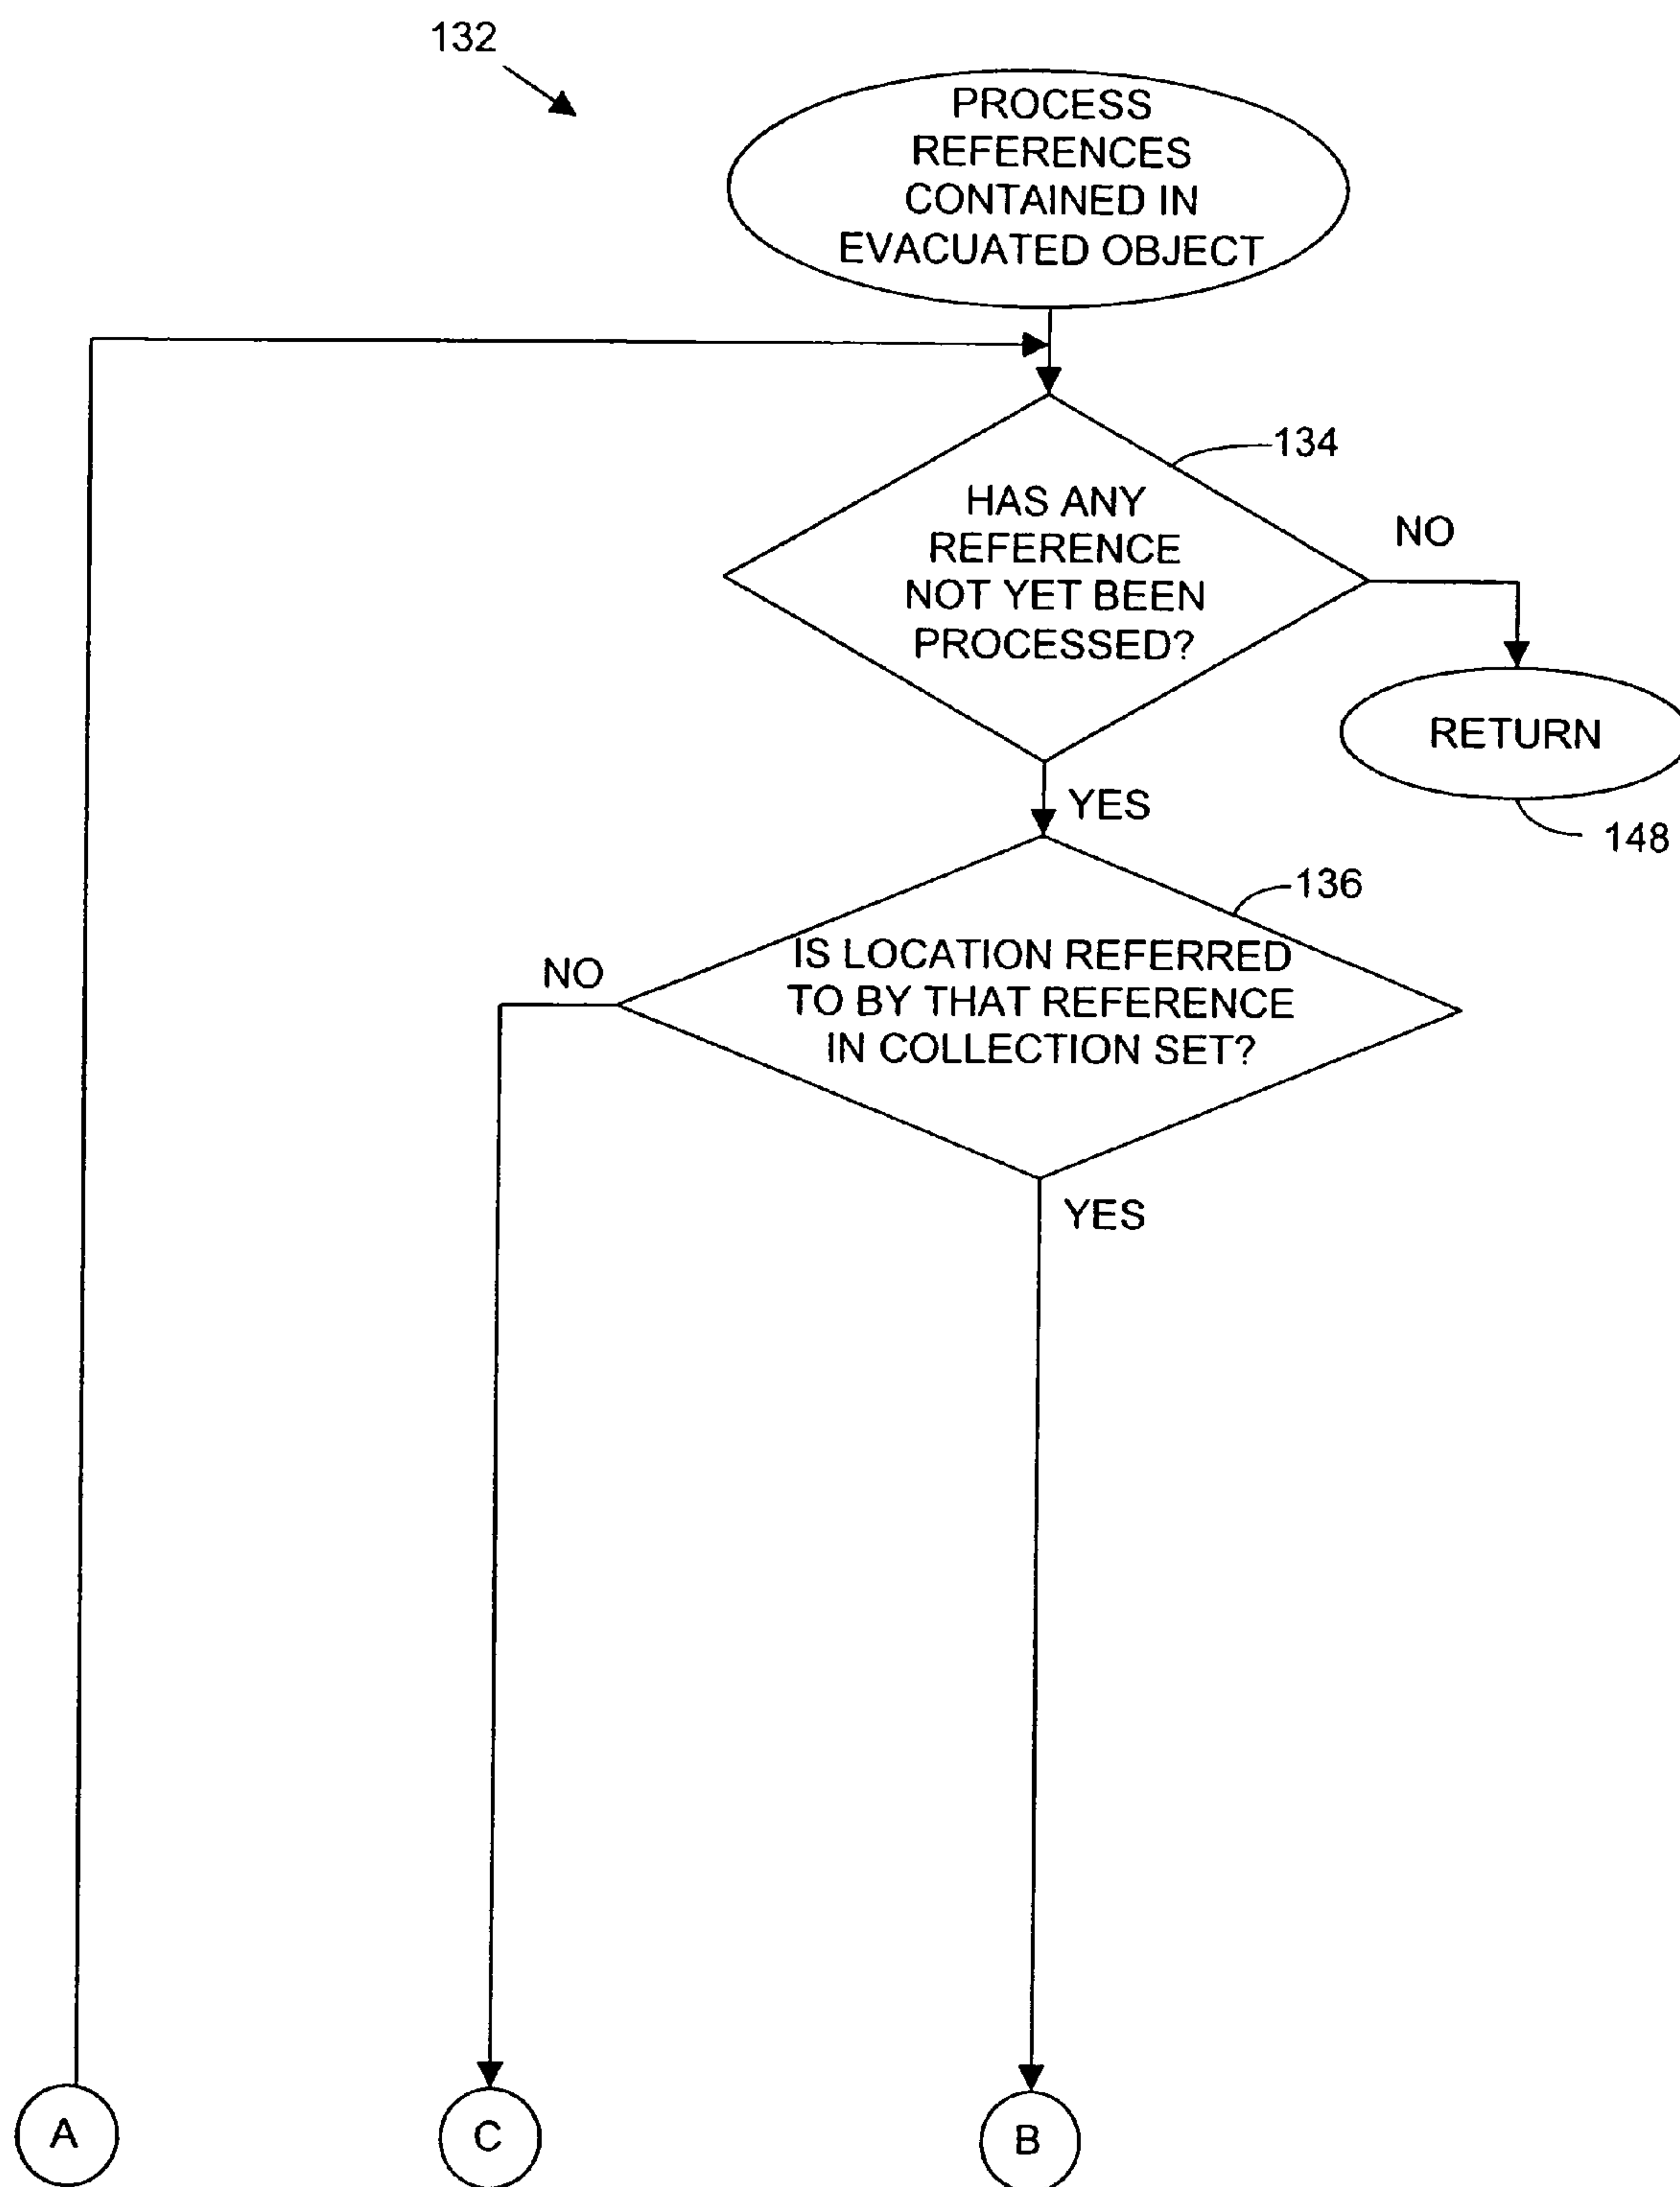 132
PROCESS
REFERENCES
CONTAINED IN
EVACUATED OBJECT
134
HAS ANY
REFERENCE
NOT YET BEEN
PROCESSED?
NO
RETURN
148
YES
136
IS LOCATION REFERRED
TO BY THAT REFERENCE
IN COLLECTION SET?
NO
YES
A
C
B